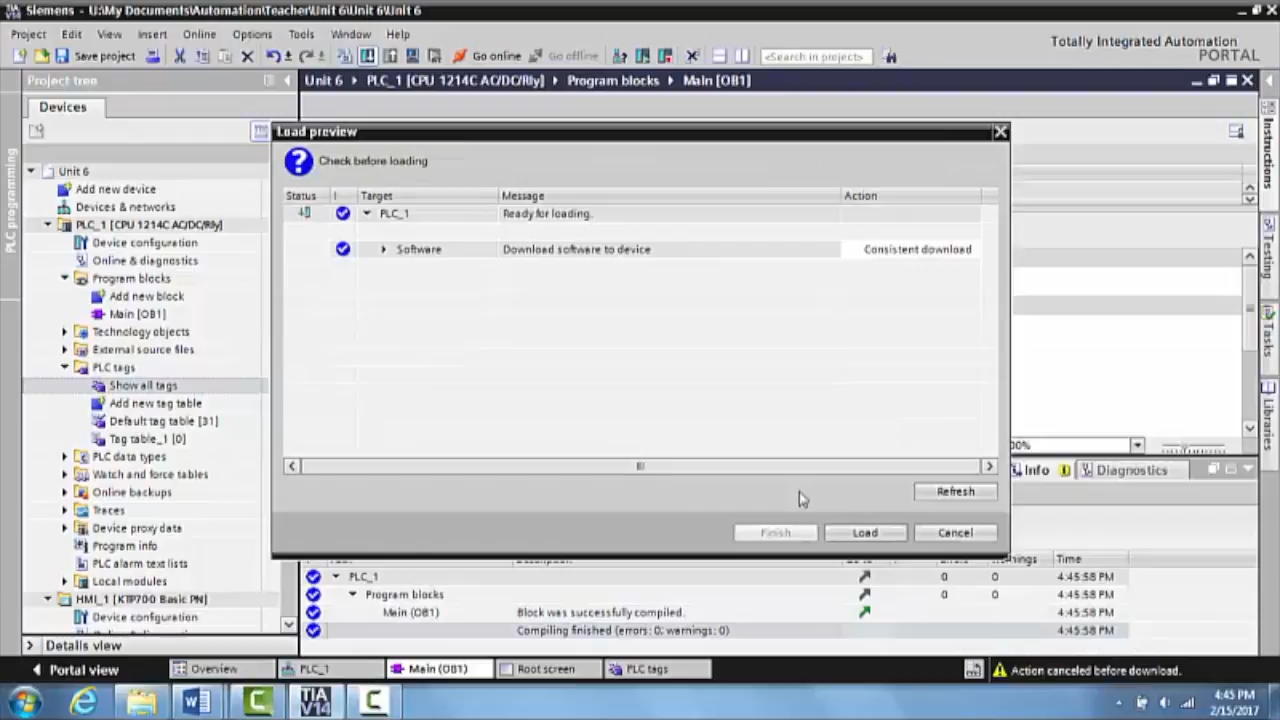 Siemens - U:\My Documents\Automation\Teacher\Unit 6\Unit 6\Unit 6
Project Edit View Insert Online Options Tools Window Help
Totally Integrated Automation
PORTAL
Save project Go online Go offline <Search in project>
Project tree
Unit 6 PLC_1 [CPU 1214C AC/DC/Rly] Program blocks Main [OB1]
Devices
Unit 6
Add new device
Devices & networks
PLC_1 [CPU 1214C AC/DC/Rly]
Device configuration
Online & diagnostics
Program blocks
Add new block
Main [OB1]
Technology objects
External source files
PLC tags
Show all tags
Add new tag table
Default tag table [31]
Tag table_1 [0]
PLC data types
Watch and force tables
Online backups
Traces
Device proxy data
Program info
PLC alarm text lists
Local modules
HMI_1 [KTP700 Basic PN]
Device configuration
Details view
PLC programming
Load preview
Check before loading
Status ! Target Message Action
PLC_1 Ready for loading.
Software Download software to device Consistent download
Refresh
Finish Load Cancel
Instructions
Testing
Tasks
Libraries
Info Diagnostics
Time
PLC_1 0 0 4:45:58 PM
Program blocks 0 0 4:45:58 PM
Main (OB1) Block was successfully compiled. 4:45:58 PM
Compiling finished (errors: 0; warnings: 0) 4:45:58 PM
Portal view Overview PLC_1 Main (OB1) Root screen PLC tags Action canceled before download.
TIA V14
4:45 PM
2/15/2017